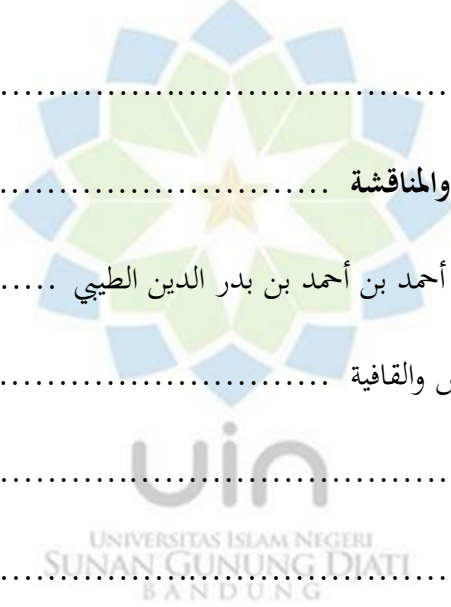 ..........................................
والمناقشة ............................
أحمد بن أحمد بن بدر الدين الطيبي .....
والقافية ............................
..........................................
uin
UNIVERSITAS ISLAM NEGERI
SUNAN GUNUNG DJATI
BANDUNG
..........................................